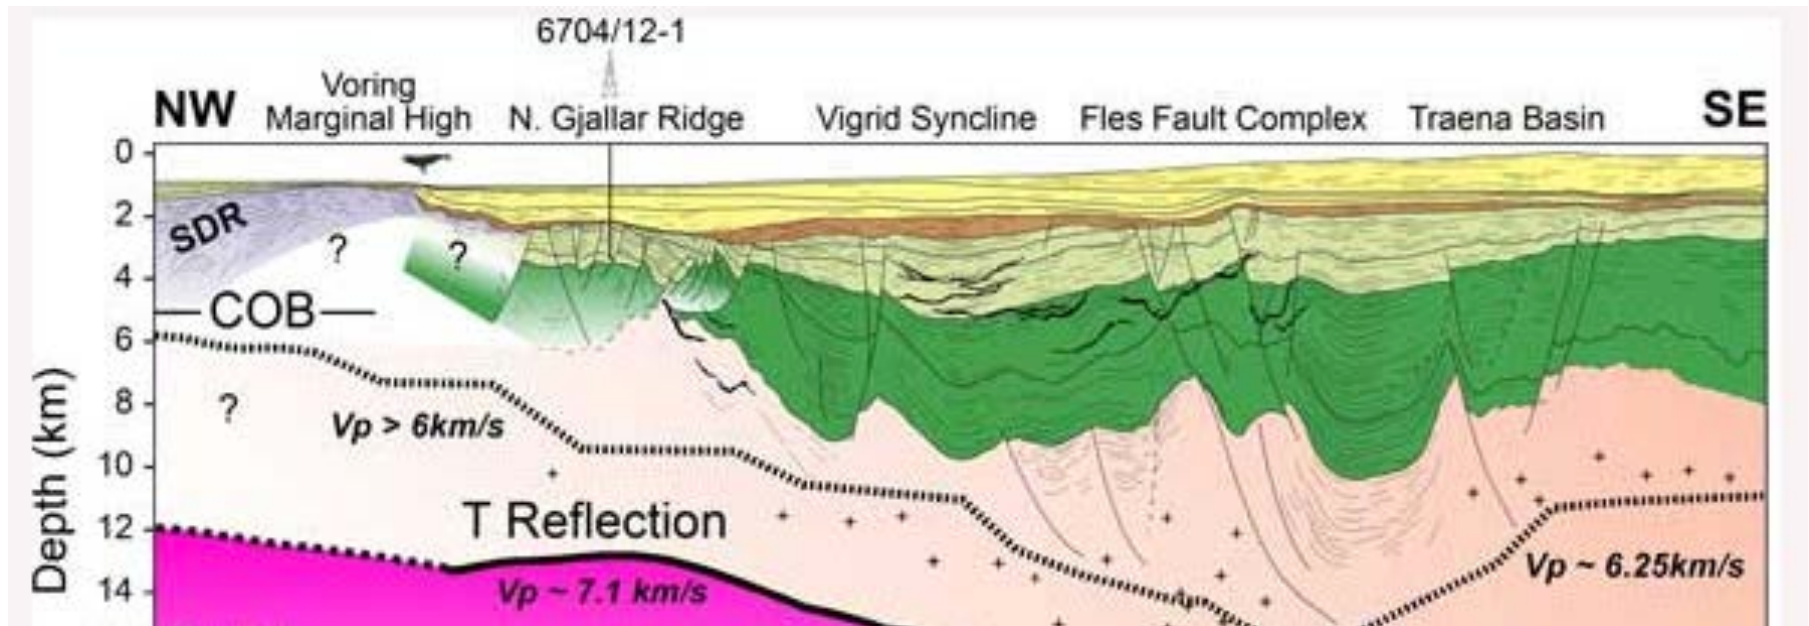 6704/12-1
Voring
Marginal High
NW
N. Gjallar Ridge
Vigrid Syncline
Fles Fault Complex
Traena Basin
SE
0
2
4
6
8
10
12
14
Depth (km)
SDR
?
?
COB
?
Vp > 6km/s
T Reflection
Vp ~ 7.1 km/s
Vp ~ 6.25km/s